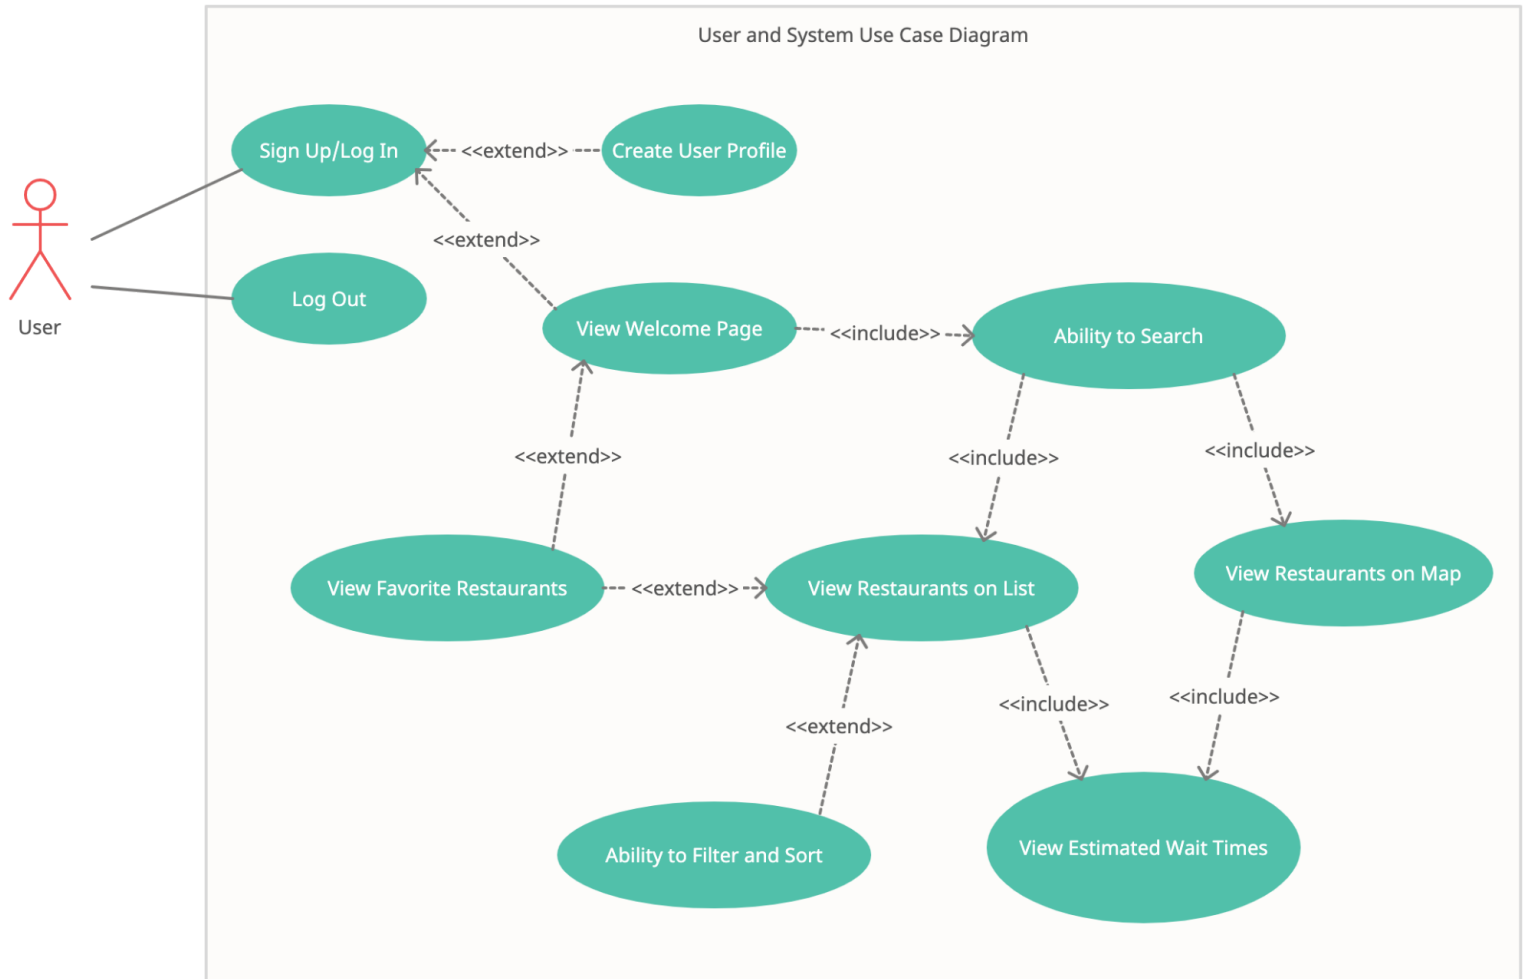 User and System Use Case Diagram
Sign Up/Log In
<<extend>>
Create User Profile
<<extend>>
User
Log Out
View Welcome Page
<<include>>
Ability to Search
<<extend>>
<<include>>
<<include>>
View Favorite Restaurants
<<extend>>
View Restaurants on List
View Restaurants on Map
<<extend>>
<<include>>
<<include>>
Ability to Filter and Sort
View Estimated Wait Times